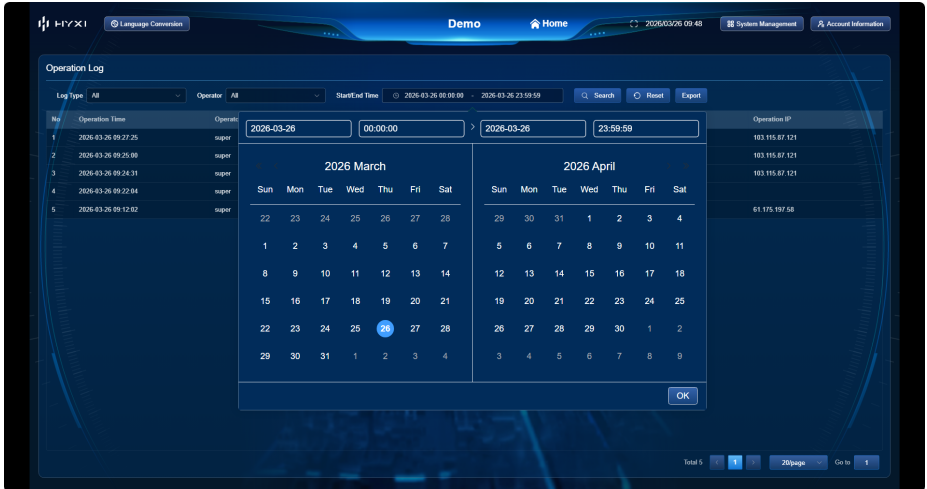 HYXI Language Conversion Demo Home 2026/03/26 09:48 System Management Account Information
Operation Log
Log Type All Operator All Start/End Time 2026-03-26 00:00:00 - 2026-03-26 23:59:59 Search Reset Export
No Operation Time Operato Operation IP
2026-03-26 00:00:00 > 2026-03-26 23:59:59
1 2026-03-26 09:27:25 super 103.115.87.121
2 2026-03-26 09:25:00 super 103.115.87.121
3 2026-03-26 09:24:31 super 103.115.87.121
4 2026-03-26 09:22:04 super
5 2026-03-26 09:12:02 super 61.175.197.58
2026 March
Sun Mon Tue Wed Thu Fri Sat
22 23 24 25 26 27 28
1 2 3 4 5 6 7
8 9 10 11 12 13 14
15 16 17 18 19 20 21
22 23 24 25 26 27 28
29 30 31 1 2 3 4
2026 April
Sun Mon Tue Wed Thu Fri Sat
29 30 31 1 2 3 4
5 6 7 8 9 10 11
12 13 14 15 16 17 18
19 20 21 22 23 24 25
26 27 28 29 30 1 2
3 4 5 6 7 8 9
OK
Total 5 < 1 > 20/page Go to 1